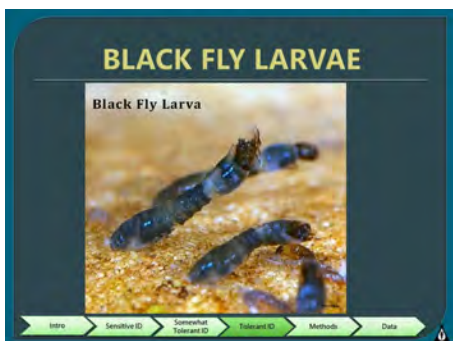 BLACK FLY LARVAE
Black Fly Larva
Intro
Sensitive ID
Somewhat
Tolerant ID
Tolerant ID
Methods
Data